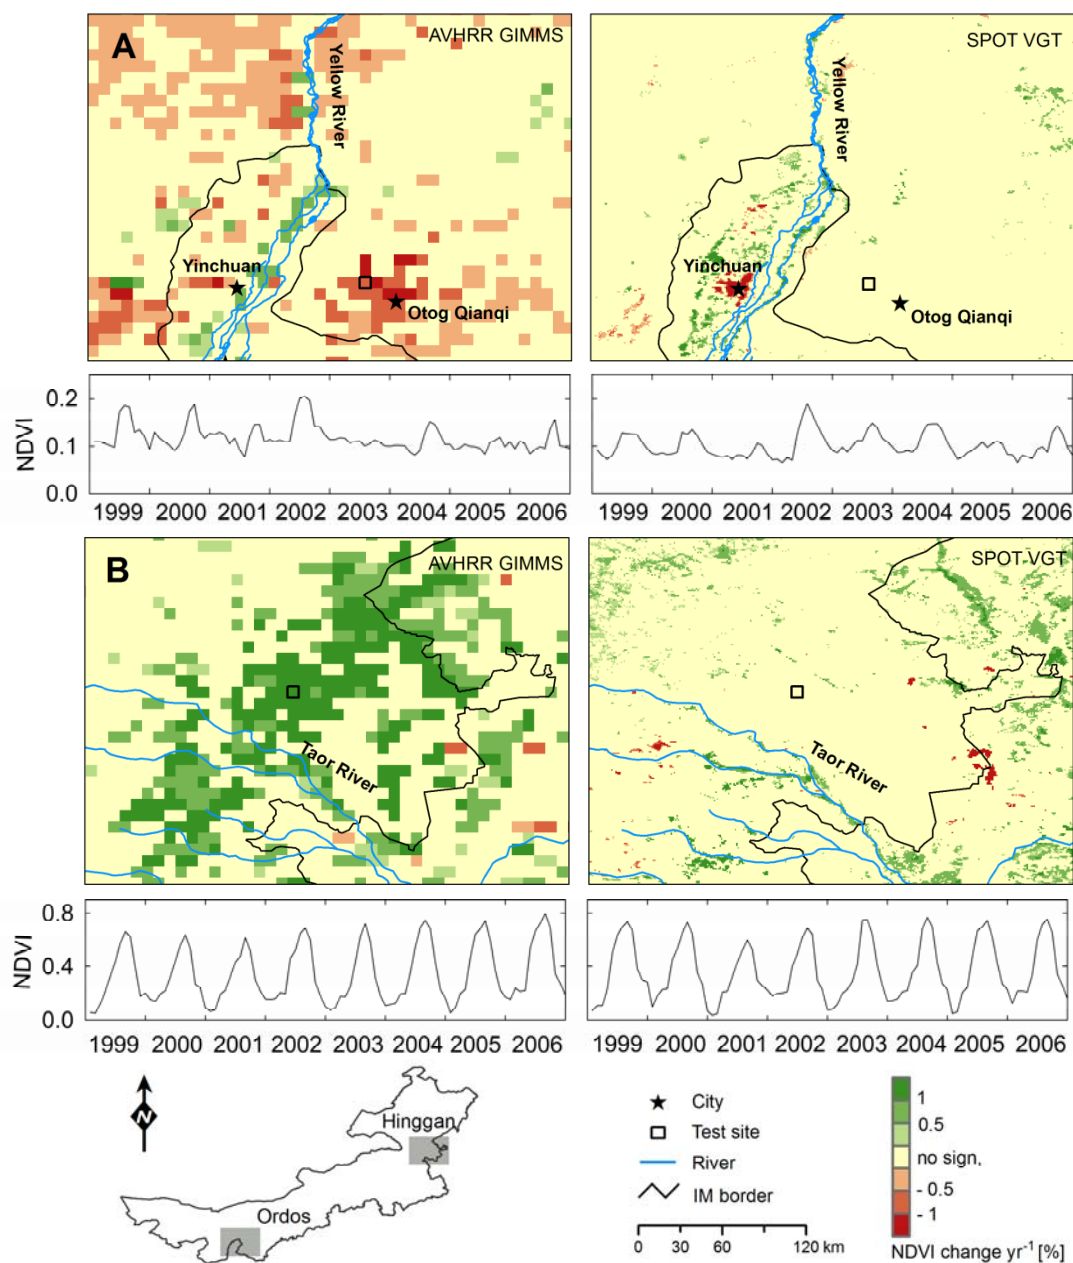 A
AVHRR GIMMS
Yellow River
Yinchuan
Otog Qianqi
SPOT VGT
Yellow River
Yinchuan
Otog Qianqi
NDVI
0.2
0.1
0.0
1999 2000 2001 2002 2003 2004 2005 2006
1999 2000 2001 2002 2003 2004 2005 2006
B
AVHRR GIMMS
Taor River
SPOT VGT
Taor River
NDVI
0.8
0.4
0.0
1999 2000 2001 2002 2003 2004 2005 2006
1999 2000 2001 2002 2003 2004 2005 2006
N
Hinggan
Ordos
City
Test site
River
IM border
0 30 60 120 km
1
0.5
no sign.
- 0.5
- 1
NDVI change yr-1 [%]